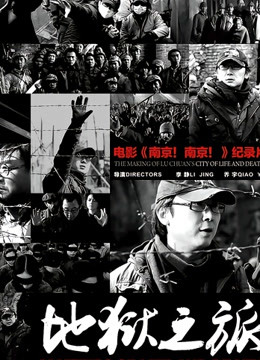 电影《南京！南京！》纪录片
THE MAKING OF LU CHUAN'S CITY OF LIFE AND DEAT
导演DIRECTORS 李 静LI JING 乔 宇QIAO Y
地狱之旅